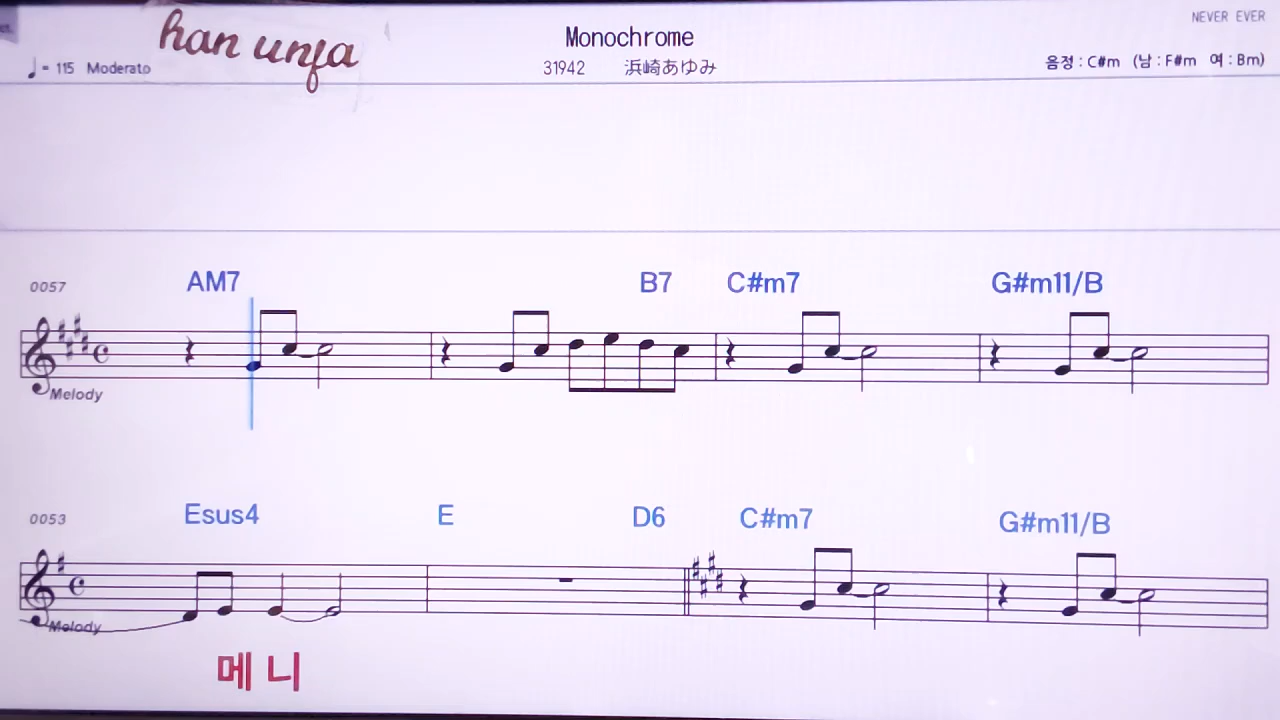 NEVER EVER
han unja
Monochrome
♩= 115 Moderato
31942 浜崎あゆみ
음정 : C#m (남 : F#m 여 : Bm)
0057
AM7 B7 C#m7 G#m11/B
Melody
0053
Esus4 E D6 C#m7 G#m11/B
Melody
메 니